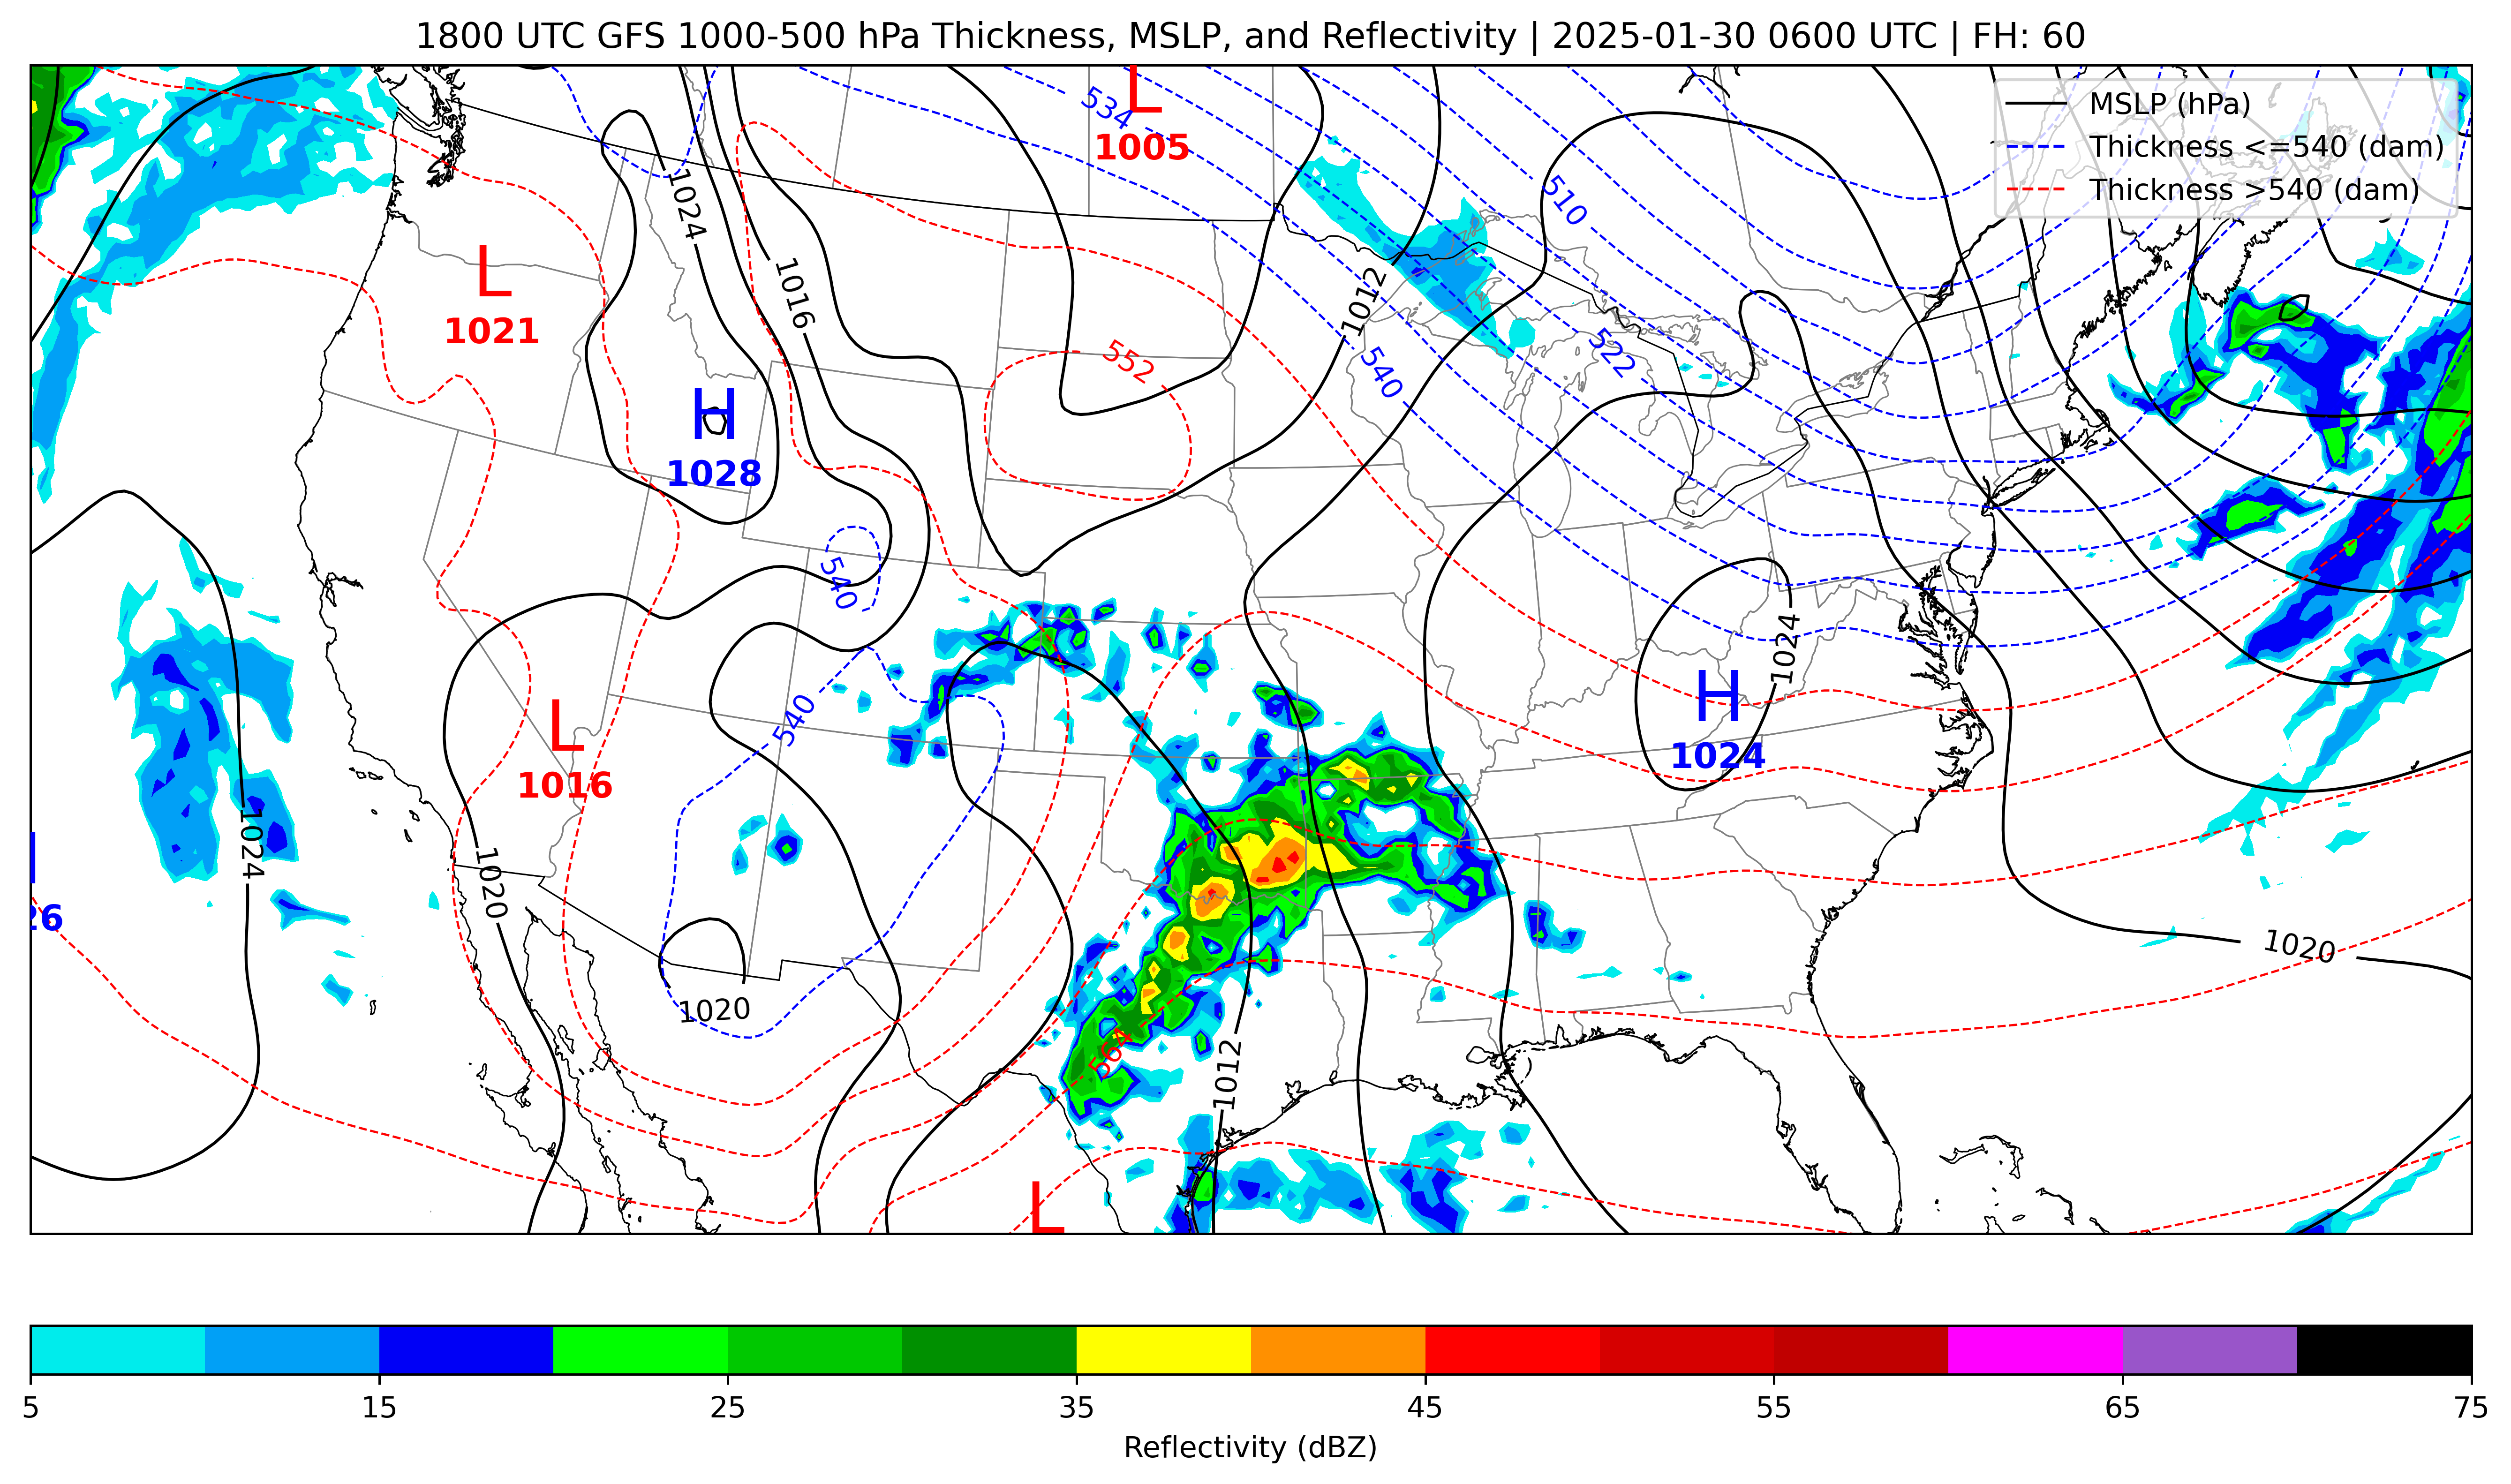 1800 UTC GFS 1000-500 hPa Thickness, MSLP, and Reflectivity | 2025-01-30 0600 UTC | FH: 60
MSLP (hPa)
Thickness <=540 (dam)
Thickness >540 (dam)
534
L
1005
510
1024
L
1021
1016
1012
552
522
540
H
1028
540
1024
540
H
1024
L
1016
1024
1020
26
1020
1020
564
1012
L
5 15 25 35 45 55 65 75
Reflectivity (dBZ)